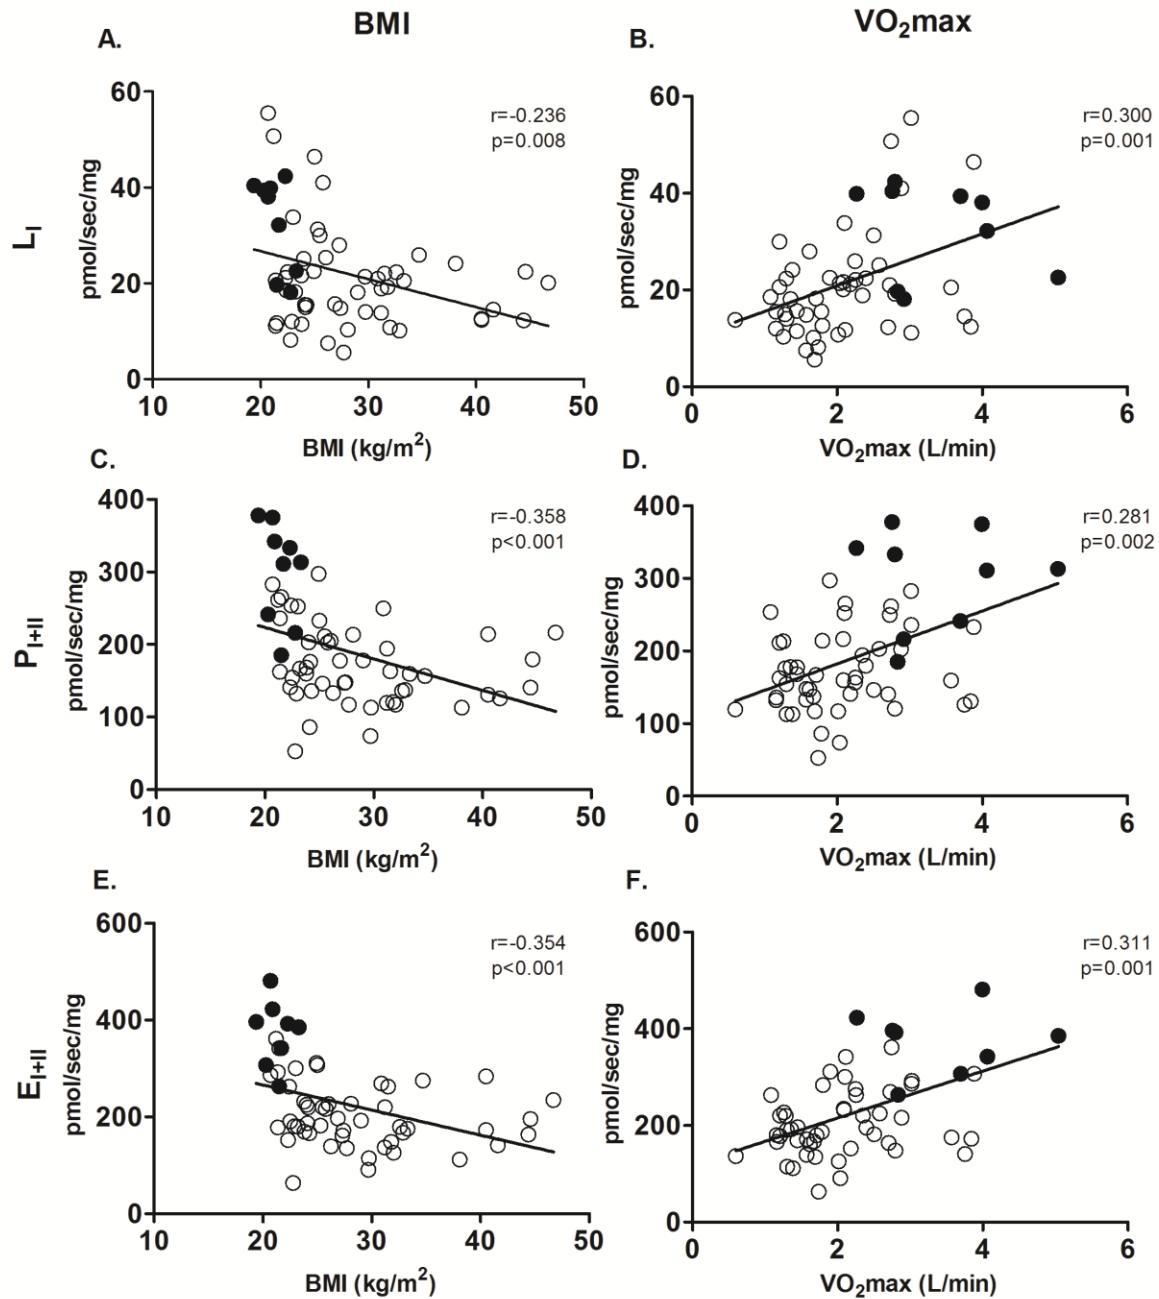 BMI
VO₂max
A.
B.
L_I
pmol/sec/mg
60
40
20
0
10
20
30
40
50
r=-0.236
p=0.008
BMI (kg/m²)
pmol/sec/mg
60
40
20
0
0
2
4
6
r=0.300
p=0.001
VO₂max (L/min)
C.
D.
P_I+II
pmol/sec/mg
400
300
200
100
0
10
20
30
40
50
r=-0.358
p<0.001
BMI (kg/m²)
pmol/sec/mg
400
300
200
100
0
0
2
4
6
r=0.281
p=0.002
VO₂max (L/min)
E.
F.
E_I+II
pmol/sec/mg
600
400
200
0
10
20
30
40
50
r=-0.354
p<0.001
BMI (kg/m²)
pmol/sec/mg
600
400
200
0
0
2
4
6
r=0.311
p=0.001
VO₂max (L/min)